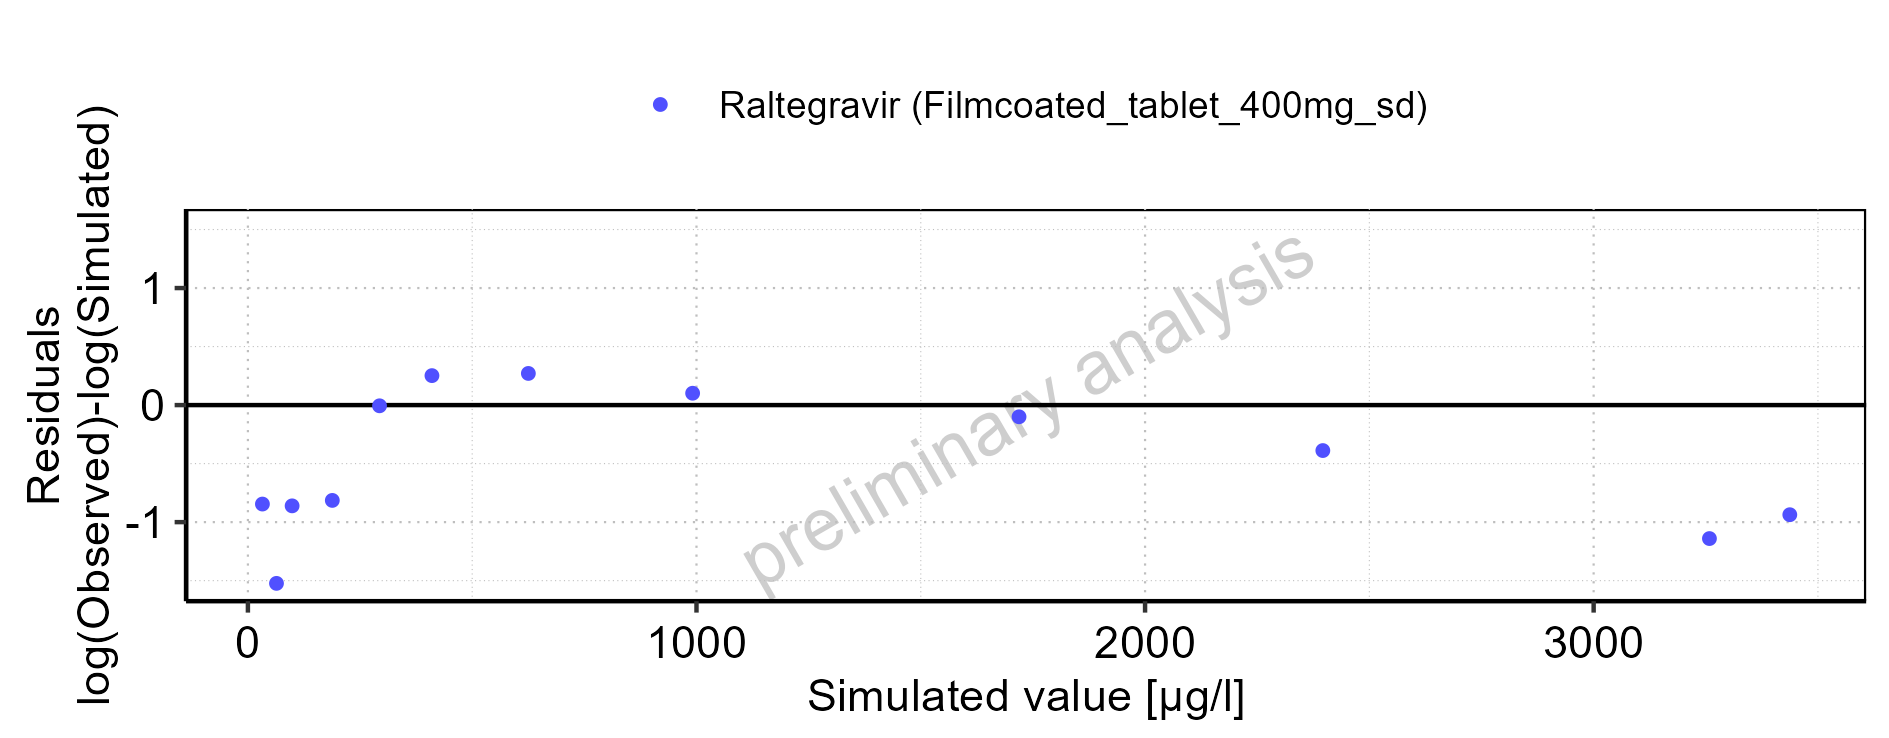 Raltegravir (Filmcoated_tablet_400mg_sd)
Residuals
log(Observed)-log(Simulated)
1
0
-1
preliminary analysis
0
1000
2000
3000
Simulated value [µg/l]